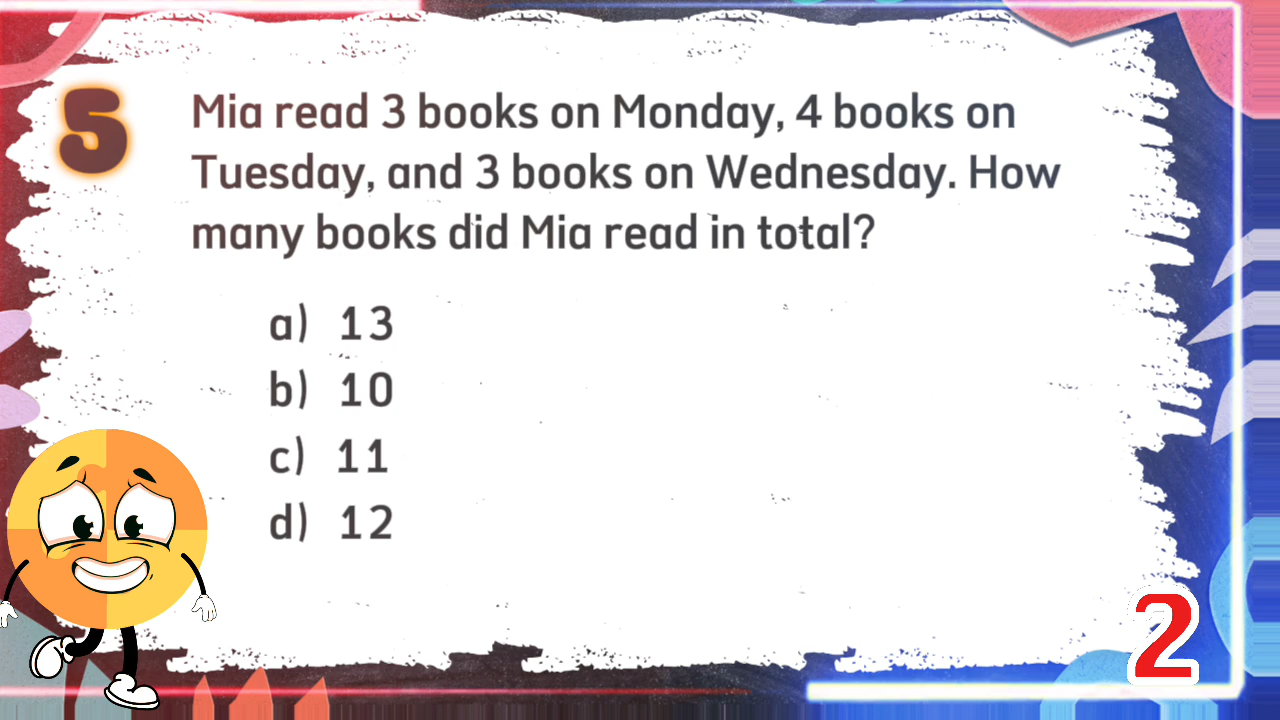 5
Mia read 3 books on Monday, 4 books on
Tuesday, and 3 books on Wednesday. How
many books did Mia read in total?
a) 13
b) 10
c) 11
d) 12
2